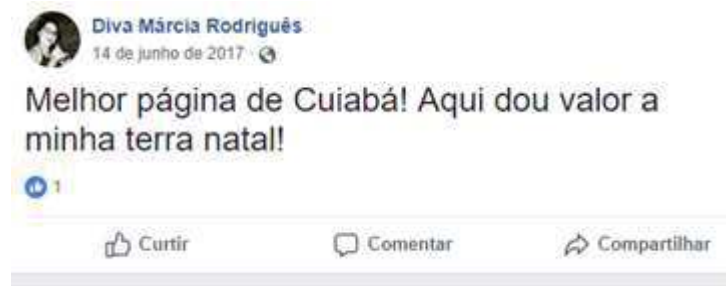 Diva Márcia Rodriguês
14 de junho de 2017
Melhor página de Cuiabá! Aqui dou valor a
minha terra natal!
1
Curtir Comentar Compartilhar